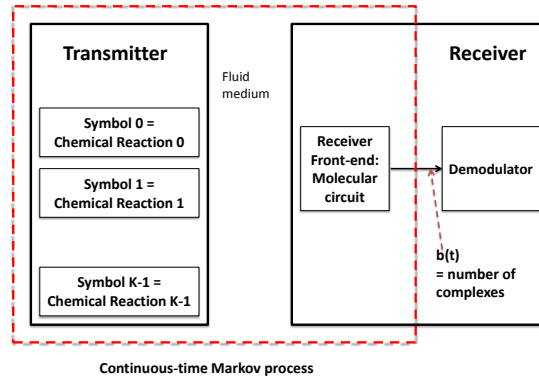 Transmitter
Symbol 0 =
Chemical Reaction 0
Symbol 1 =
Chemical Reaction 1
Symbol K-1 =
Chemical Reaction K-1
Fluid
medium
Receiver
Receiver
Front-end:
Molecular
circuit
Demodulator
b(t)
= number of
complexes
Continuous-time Markov process